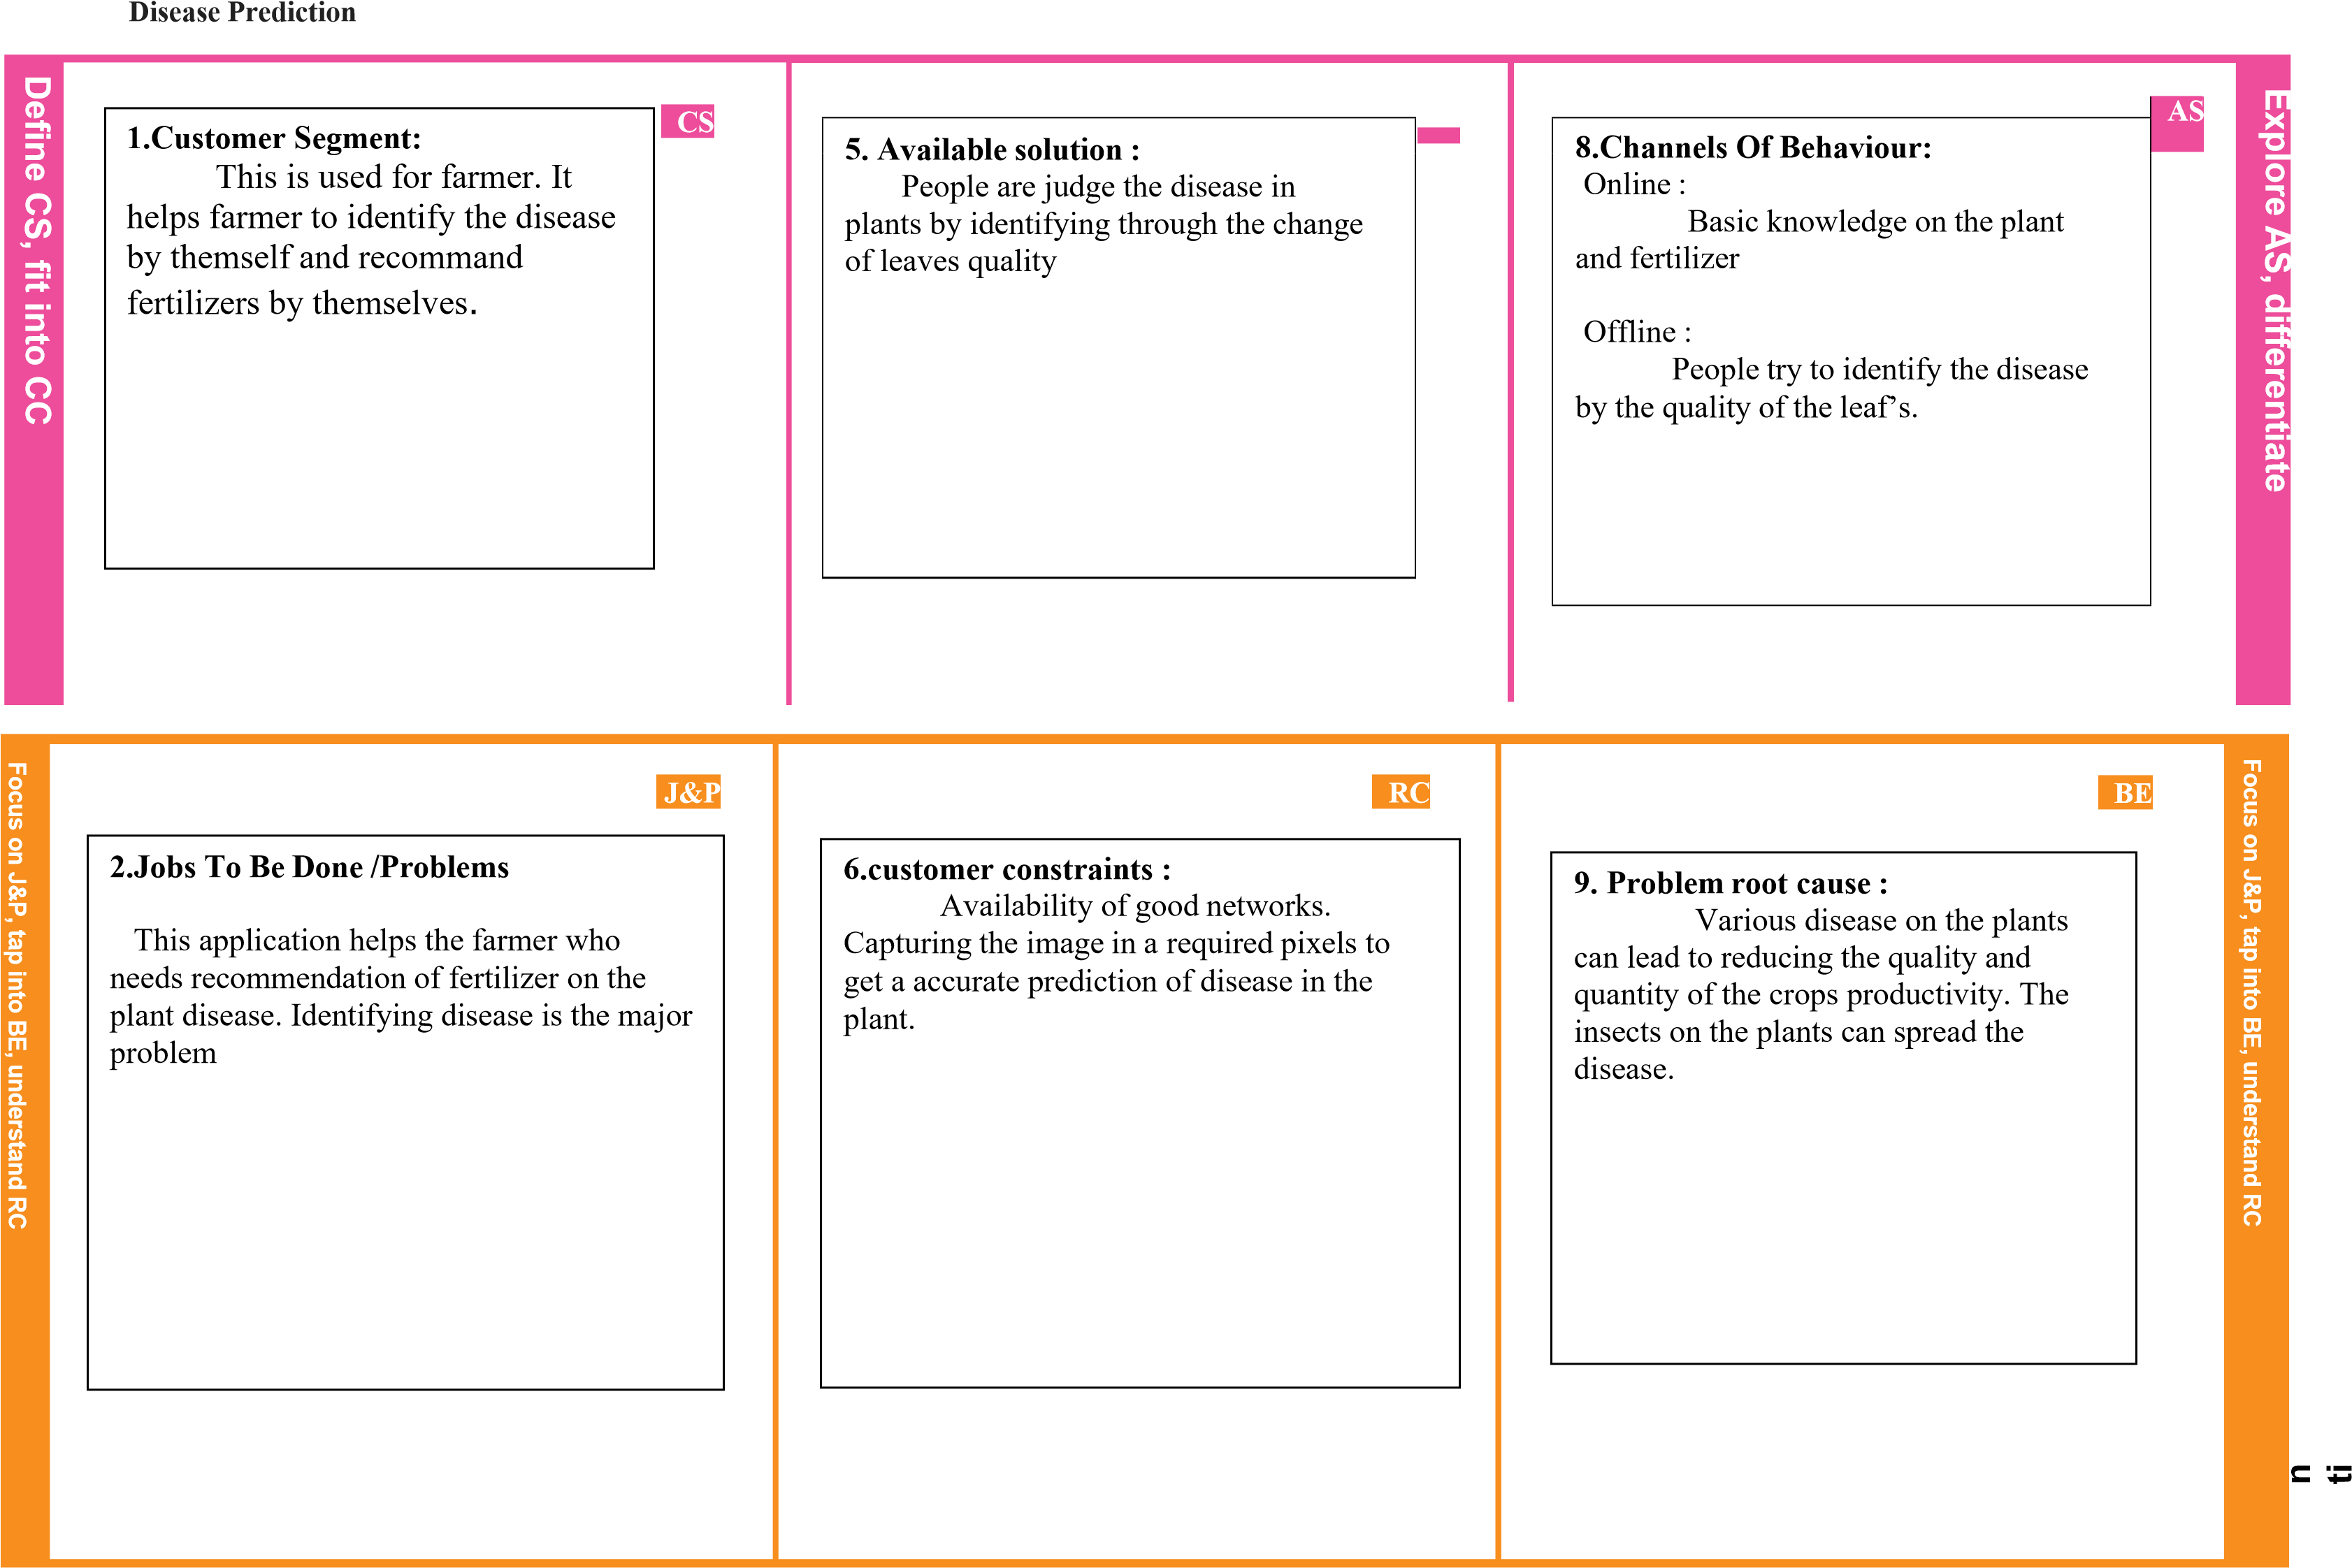 Disease Prediction
Define CS, fit into CC
CS
1.Customer Segment:
This is used for farmer. It
helps farmer to identify the disease
by themself and recommand
fertilizers by themselves.
5. Available solution :
People are judge the disease in
plants by identifying through the change
of leaves quality
AS
8.Channels Of Behaviour:
Online :
Basic knowledge on the plant
and fertilizer
Offline :
People try to identify the disease
by the quality of the leaf’s.
Explore AS, differentiate
Focus on J&P, tap into BE, understand RC
J&P
2.Jobs To Be Done /Problems
This application helps the farmer who
needs recommendation of fertilizer on the
plant disease. Identifying disease is the major
problem
RC
6.customer constraints :
Availability of good networks.
Capturing the image in a required pixels to
get a accurate prediction of disease in the
plant.
BE
9. Problem root cause :
Various disease on the plants
can lead to reducing the quality and
quantity of the crops productivity. The
insects on the plants can spread the
disease.
Focus on J&P, tap into BE, understand RC
ti
n